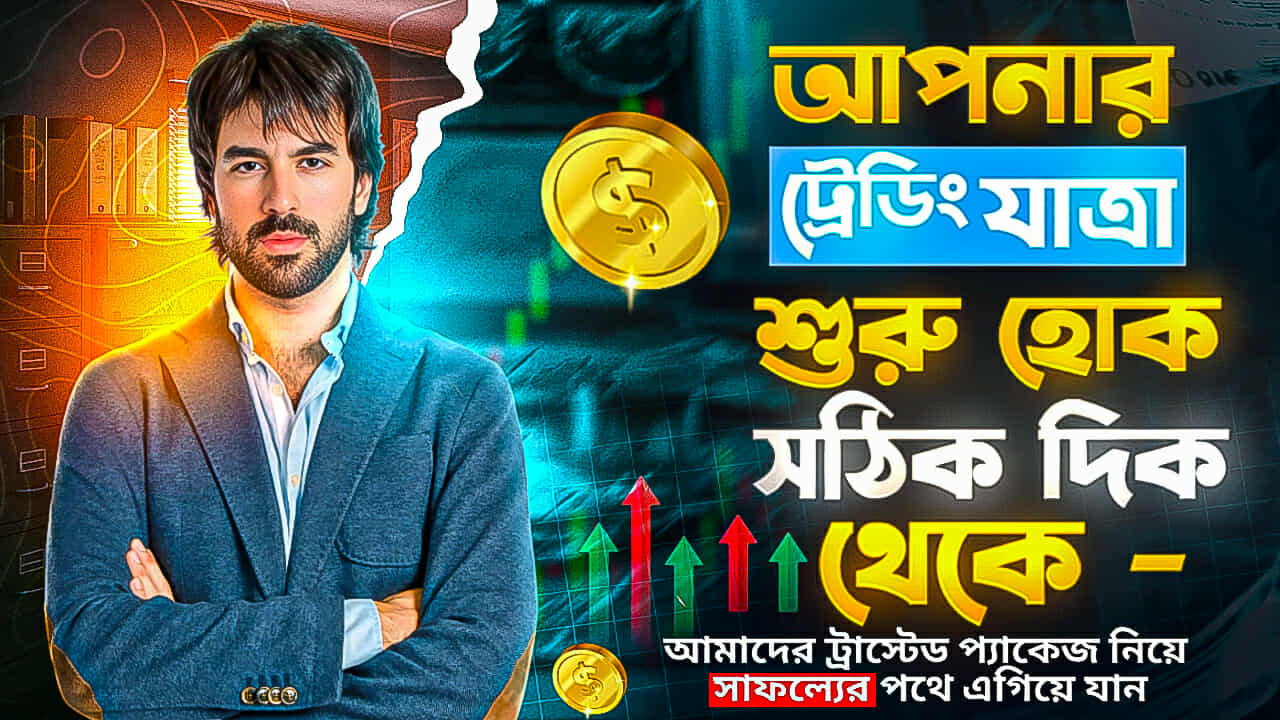 আপনার
ট্রেডিং যাত্রা
শুরু হোক
সঠিক দিক
থেকে -
আমাদের ট্রাস্টেড প্যাকেজ নিয়ে
সাফল্যের পথে এগিয়ে যান